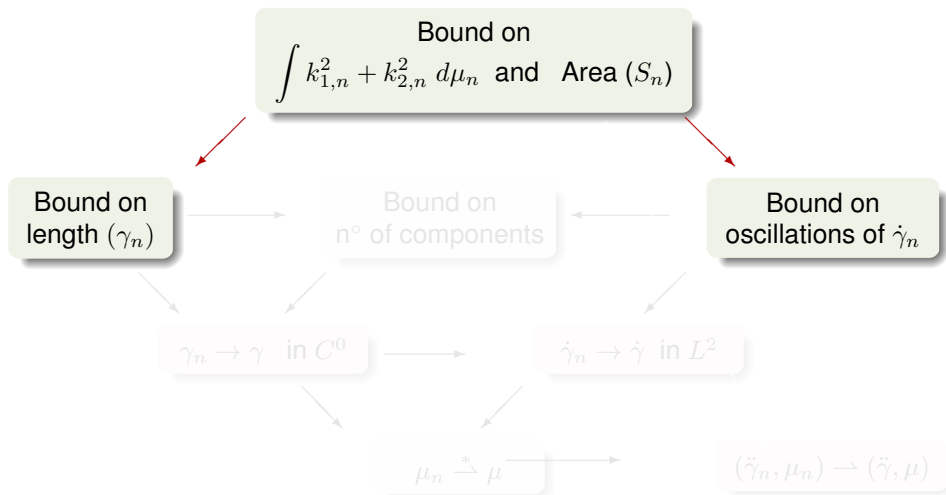 Bound on
∫ k²₁,ₙ + k²₂,ₙ dμₙ and Area (Sₙ)
Bound on
length (γₙ)
Bound on
n° of components
Bound on
oscillations of γ̇ₙ
γₙ → γ in C⁰
γ̇ₙ → γ̇ in L²
μₙ ⇀* μ
(γ̈ₙ, μₙ) ⇀ (γ̈, μ)